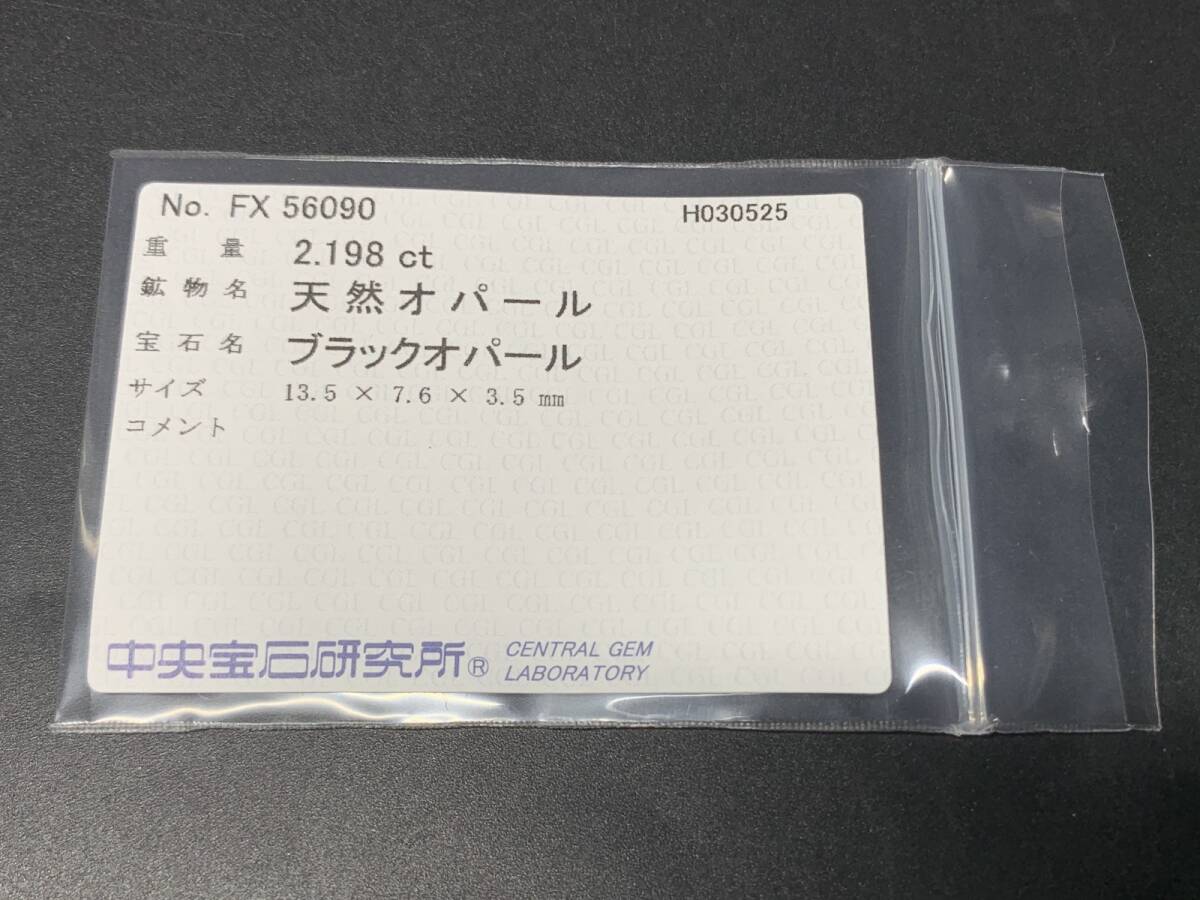 No. FX 56090 H030525
重量 2.198 ct
鉱物名 天然オパール
宝石名 ブラックオパール
サイズ 13.5 × 7.6 × 3.5 mm
コメント
中央宝石研究所® CENTRAL GEM
LABORATORY